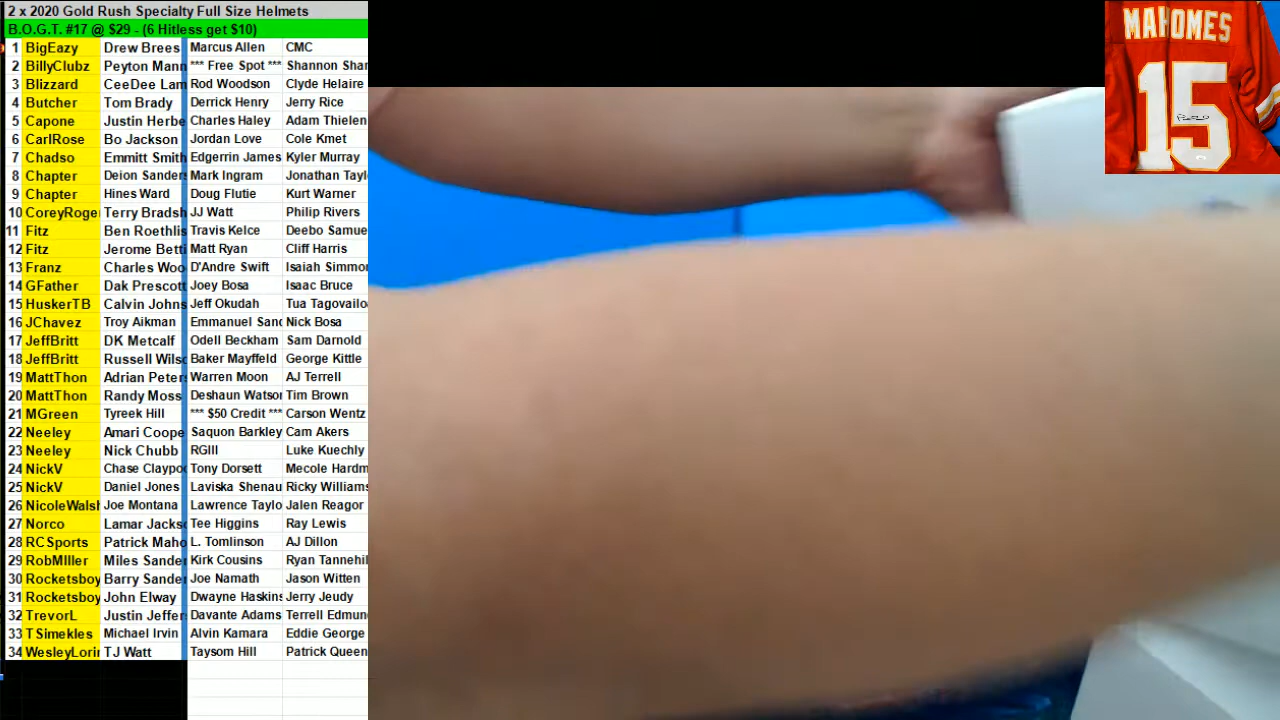 2 x 2020 Gold Rush Specialty Full Size Helmets
B.O.G.T. #17 @ $29 - (6 Hitless get $10)
1 BigEazy Drew Brees Marcus Allen CMC
2 BillyClubz Peyton Mann *** Free Spot *** Shannon Shar
3 Blizzard CeeDee Lam Rod Woodson Clyde Helaire
4 Butcher Tom Brady Derrick Henry Jerry Rice
5 Capone Justin Herbe Charles Haley Adam Thielen
6 CarlRose Bo Jackson Jordan Love Cole Kmet
7 Chadso Emmitt Smith Edgerrin James Kyler Murray
8 Chapter Deion Sanders Mark Ingram Jonathan Tayl
9 Chapter Hines Ward Doug Flutie Kurt Warner
10 CoreyRoger Terry Bradsh JJ Watt Philip Rivers
11 Fitz Ben Roethlis Travis Kelce Deebo Samue
12 Fitz Jerome Betti Matt Ryan Cliff Harris
13 Franz Charles Woo D'Andre Swift Isaiah Simmo
14 GFather Dak Prescott Joey Bosa Isaac Bruce
15 HuskerTB Calvin Johns Jeff Okudah Tua Tagovailo
16 JChavez Troy Aikman Emmanuel Sand Nick Bosa
17 JeffBritt DK Metcalf Odell Beckham Sam Darnold
18 JeffBritt Russell Wilso Baker Mayffeld George Kittle
19 MattThon Adrian Peters Warren Moon AJ Terrell
20 MattThon Randy Moss Deshaun Watson Tim Brown
21 MGreen Tyreek Hill *** $50 Credit *** Carson Wentz
22 Neeley Amari Coope Saquon Barkley Cam Akers
23 Neeley Nick Chubb RGIII Luke Kuechly
24 NickV Chase Claypo Tony Dorsett Mecole Hardm
25 NickV Daniel Jones Laviska Shenau Ricky Williams
26 NicoleWalsh Joe Montana Lawrence Taylo Jalen Reagor
27 Norco Lamar Jackso Tee Higgins Ray Lewis
28 RCSports Patrick Maho L. Tomlinson AJ Dillon
29 RobMIller Miles Sander Kirk Cousins Ryan Tannehil
30 Rocketsboy Barry Sande Joe Namath Jason Witten
31 Rocketsboy John Elway Dwayne Haskins Jerry Jeudy
32 TrevorL Justin Jeffer Davante Adams Terrell Edmun
33 TSimekles Michael Irvin Alvin Kamara Eddie George
34 WesleyLorin TJ Watt Taysom Hill Patrick Queen
MAHOMES
15